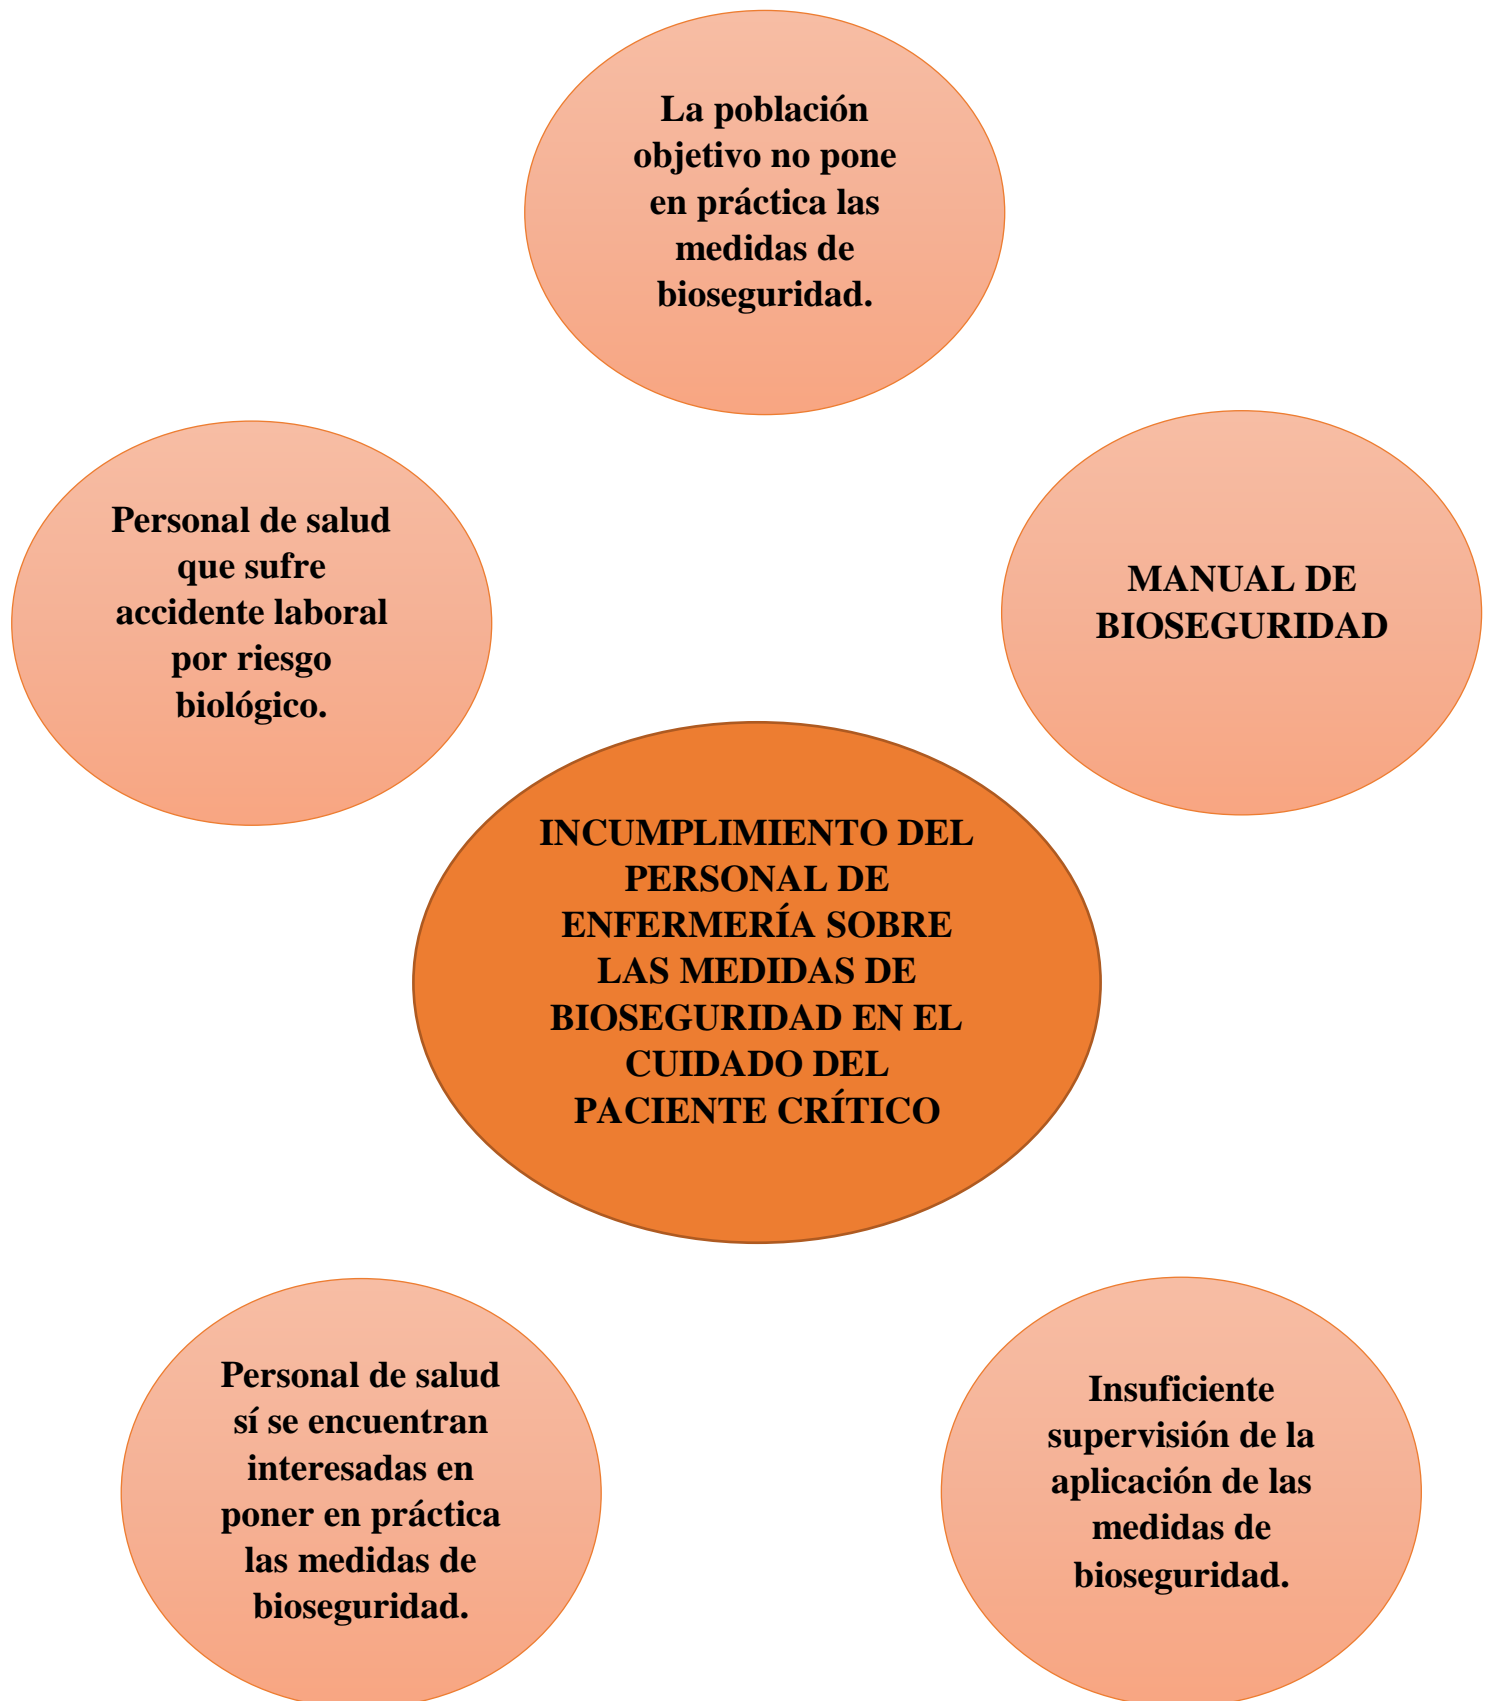 La población
objetivo no pone
en práctica las
medidas de
bioseguridad.
Personal de salud
que sufre
accidente laboral
por riesgo
biológico.
MANUAL DE
BIOSEGURIDAD
INCUMPLIMIENTO DEL
PERSONAL DE
ENFERMERÍA SOBRE
LAS MEDIDAS DE
BIOSEGURIDAD EN EL
CUIDADO DEL
PACIENTE CRÍTICO
Personal de salud
sí se encuentran
interesadas en
poner en práctica
las medidas de
bioseguridad.
Insuficiente
supervisión de la
aplicación de las
medidas de
bioseguridad.